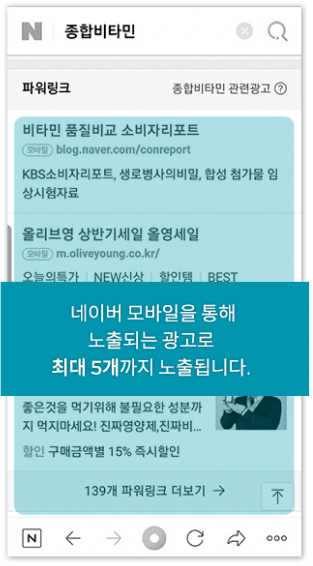 N 종합비타민
파워링크
종합비타민 관련광고 ?
비타민 품질비교 소비자리포트
모바일 blog.naver.com/conreport
KBS소비자리포트, 생로병사의비밀, 합성 첨가물 임
상시험자료
올리브영 상반기세일 올영세일
모바일 m.oliveyoung.co.kr/
오늘의특가 | NEW신상 | 할인템 | BEST
네이버 모바일을 통해
노출되는 광고로
최대 5개까지 노출됩니다.
좋은것을 먹기위해 불필요한 성분까
지 먹지마세요! 진짜영양제,진짜비...
할인 구매금액별 15% 즉시할인
139개 파워링크 더보기 →
N